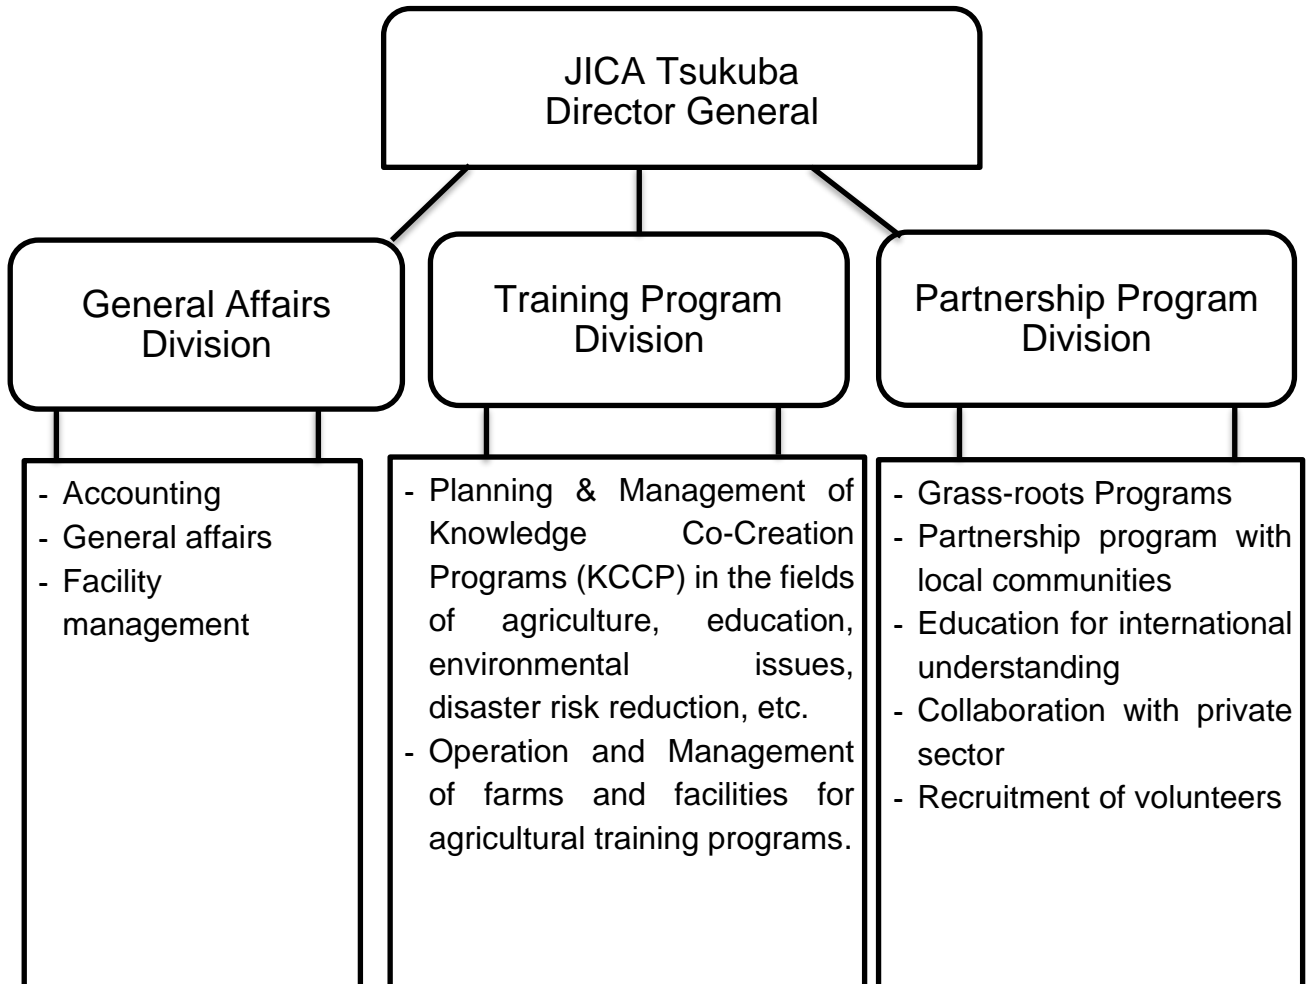 JICA Tsukuba
Director General
General Affairs
Division
Training Program
Division
Partnership Program
Division
- Accounting
- General affairs
- Facility
management
- Planning & Management of
Knowledge Co-Creation
Programs (KCCP) in the fields
of agriculture, education,
environmental issues,
disaster risk reduction, etc.
- Operation and Management
of farms and facilities for
agricultural training programs.
- Grass-roots Programs
- Partnership program with
local communities
- Education for international
understanding
- Collaboration with private
sector
- Recruitment of volunteers